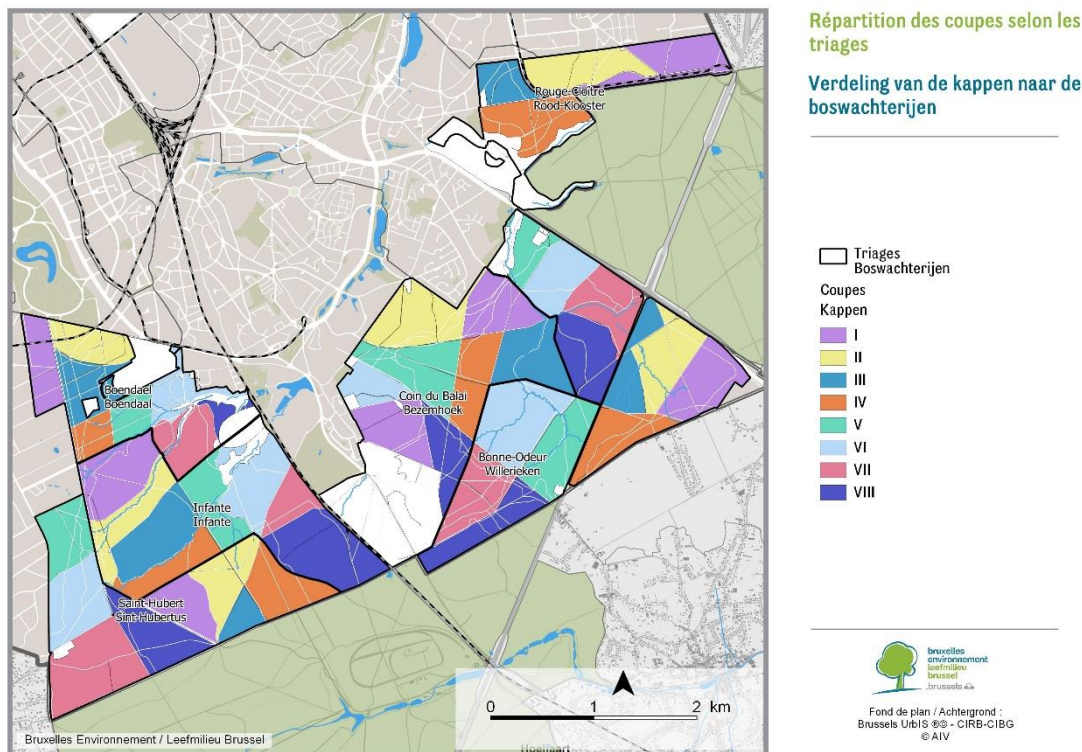 Répartition des coupes selon les
triages
Verdeling van de kappen naar de
boswachterijen
Rouge-Cloître
Rood-Klooster
Boendael
Boendaal
Coin du Balai
Bezemhoek
Bonne-Odeur
Willerieken
Infante
Infante
Saint-Hubert
Sint-Hubertus
Triages
Boswachterijen
Coupes
Kappen
I
II
III
IV
V
VI
VII
VIII
0 1 2 km
Bruxelles Environnement / Leefmilieu Brussel
Hoeilaart
bruxelles
environnement
leefmilieu
brussel
.brussels
Fond de plan / Achtergrond :
Brussels UrbIS ®© - CIRB-CIBG
© AIV